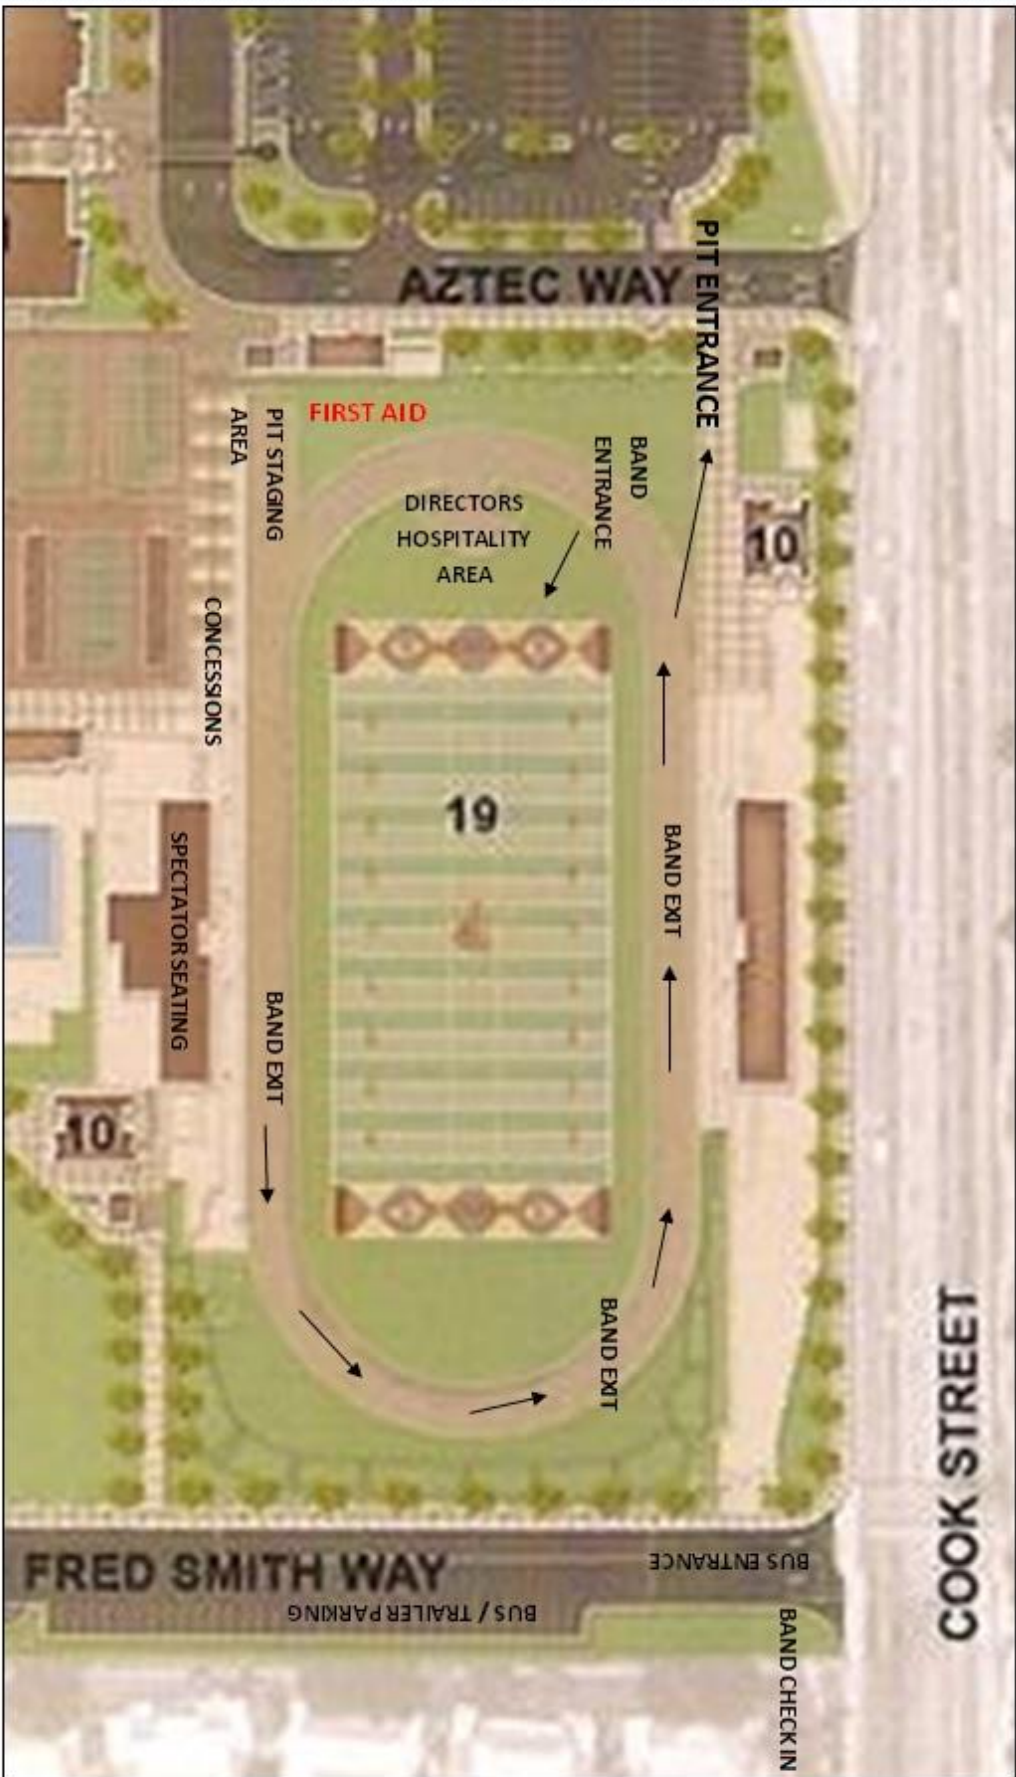 PIT ENTRANCE
AZTEC WAY
FIRST AID
PIT STAGING
AREA
BAND
ENTRANCE
DIRECTORS
HOSPITALITY
AREA
10
CONCESSIONS
19
BAND EXIT
SPECTATOR SEATING
BAND EXIT
10
BAND EXIT
COOK STREET
BUS ENTRANCE
FRED SMITH WAY
BUS / TRAILER PARKING
BAND CHECK IN